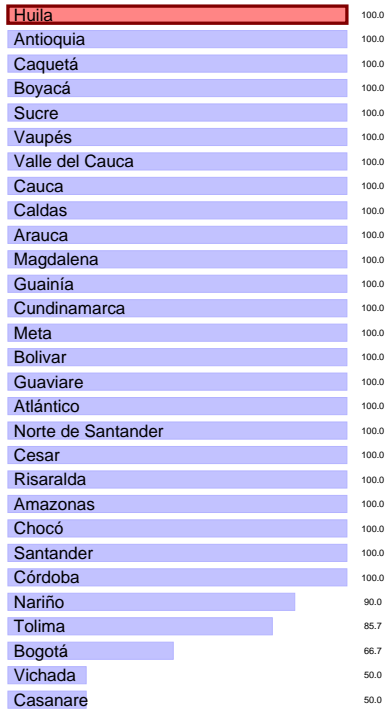 Huila 100.0
Antioquia 100.0
Caquetá 100.0
Boyacá 100.0
Sucre 100.0
Vaupés 100.0
Valle del Cauca 100.0
Cauca 100.0
Caldas 100.0
Arauca 100.0
Magdalena 100.0
Guainía 100.0
Cundinamarca 100.0
Meta 100.0
Bolivar 100.0
Guaviare 100.0
Atlántico 100.0
Norte de Santander 100.0
Cesar 100.0
Risaralda 100.0
Amazonas 100.0
Chocó 100.0
Santander 100.0
Córdoba 100.0
Nariño 90.0
Tolima 85.7
Bogotá 66.7
Vichada 50.0
Casanare 50.0